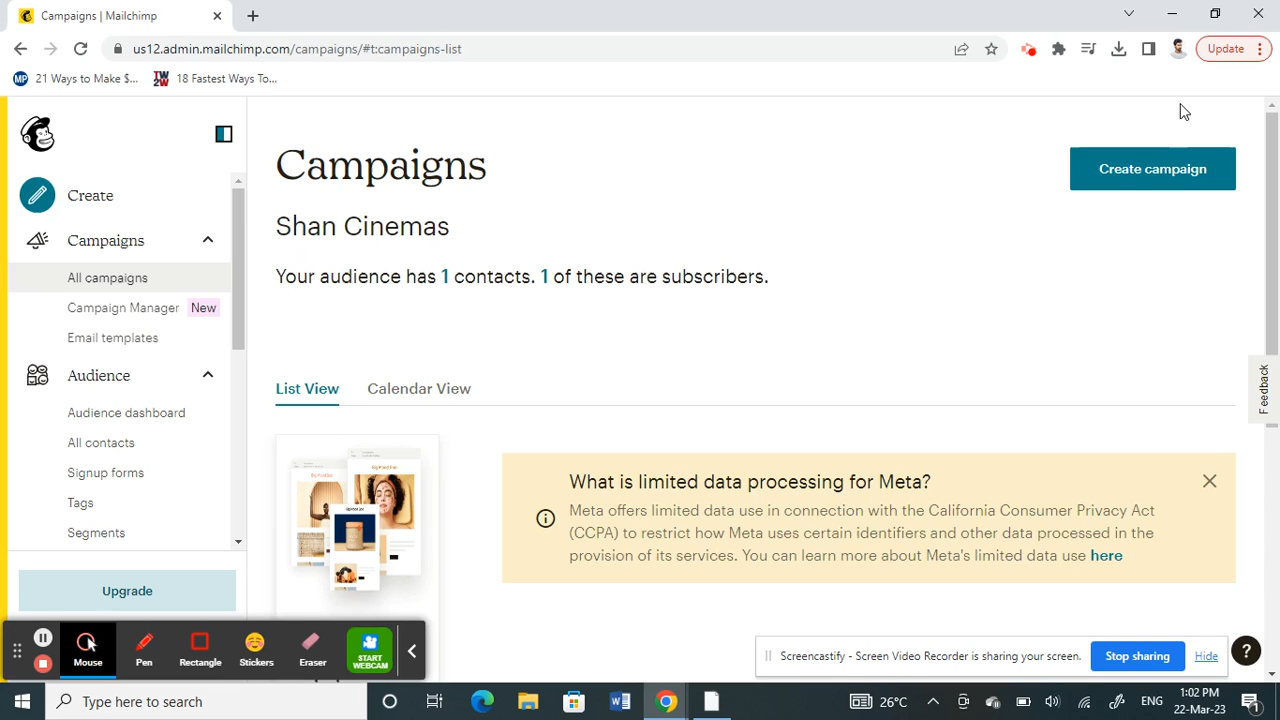 Campaigns | Mailchimp
us12.admin.mailchimp.com/campaigns/#t:campaigns-list
Update
MP 21 Ways to Make $...
TW 2W 18 Fastest Ways To...
Create
Campaigns
All campaigns
Campaign Manager New
Email templates
Audience
Audience dashboard
All contacts
Signup forms
Tags
Segments
Upgrade
Campaigns
Create campaign
Shan Cinemas
Your audience has 1 contacts. 1 of these are subscribers.
List View
Calendar View
What is limited data processing for Meta?
Meta offers limited data use in connection with the California Consumer Privacy Act
(CCPA) to restrict how Meta uses certain identifiers and other data processed in the
provision of its services. You can learn more about Meta's limited data use here
Feedback
Mouse
Pen
Rectangle
Stickers
Eraser
START
WEBCAM
Screencastify - Screen Video Recorder is sharing your screen.
Stop sharing
Hide
?
Type here to search
26°C
ENG
1:02 PM
22-Mar-23
1